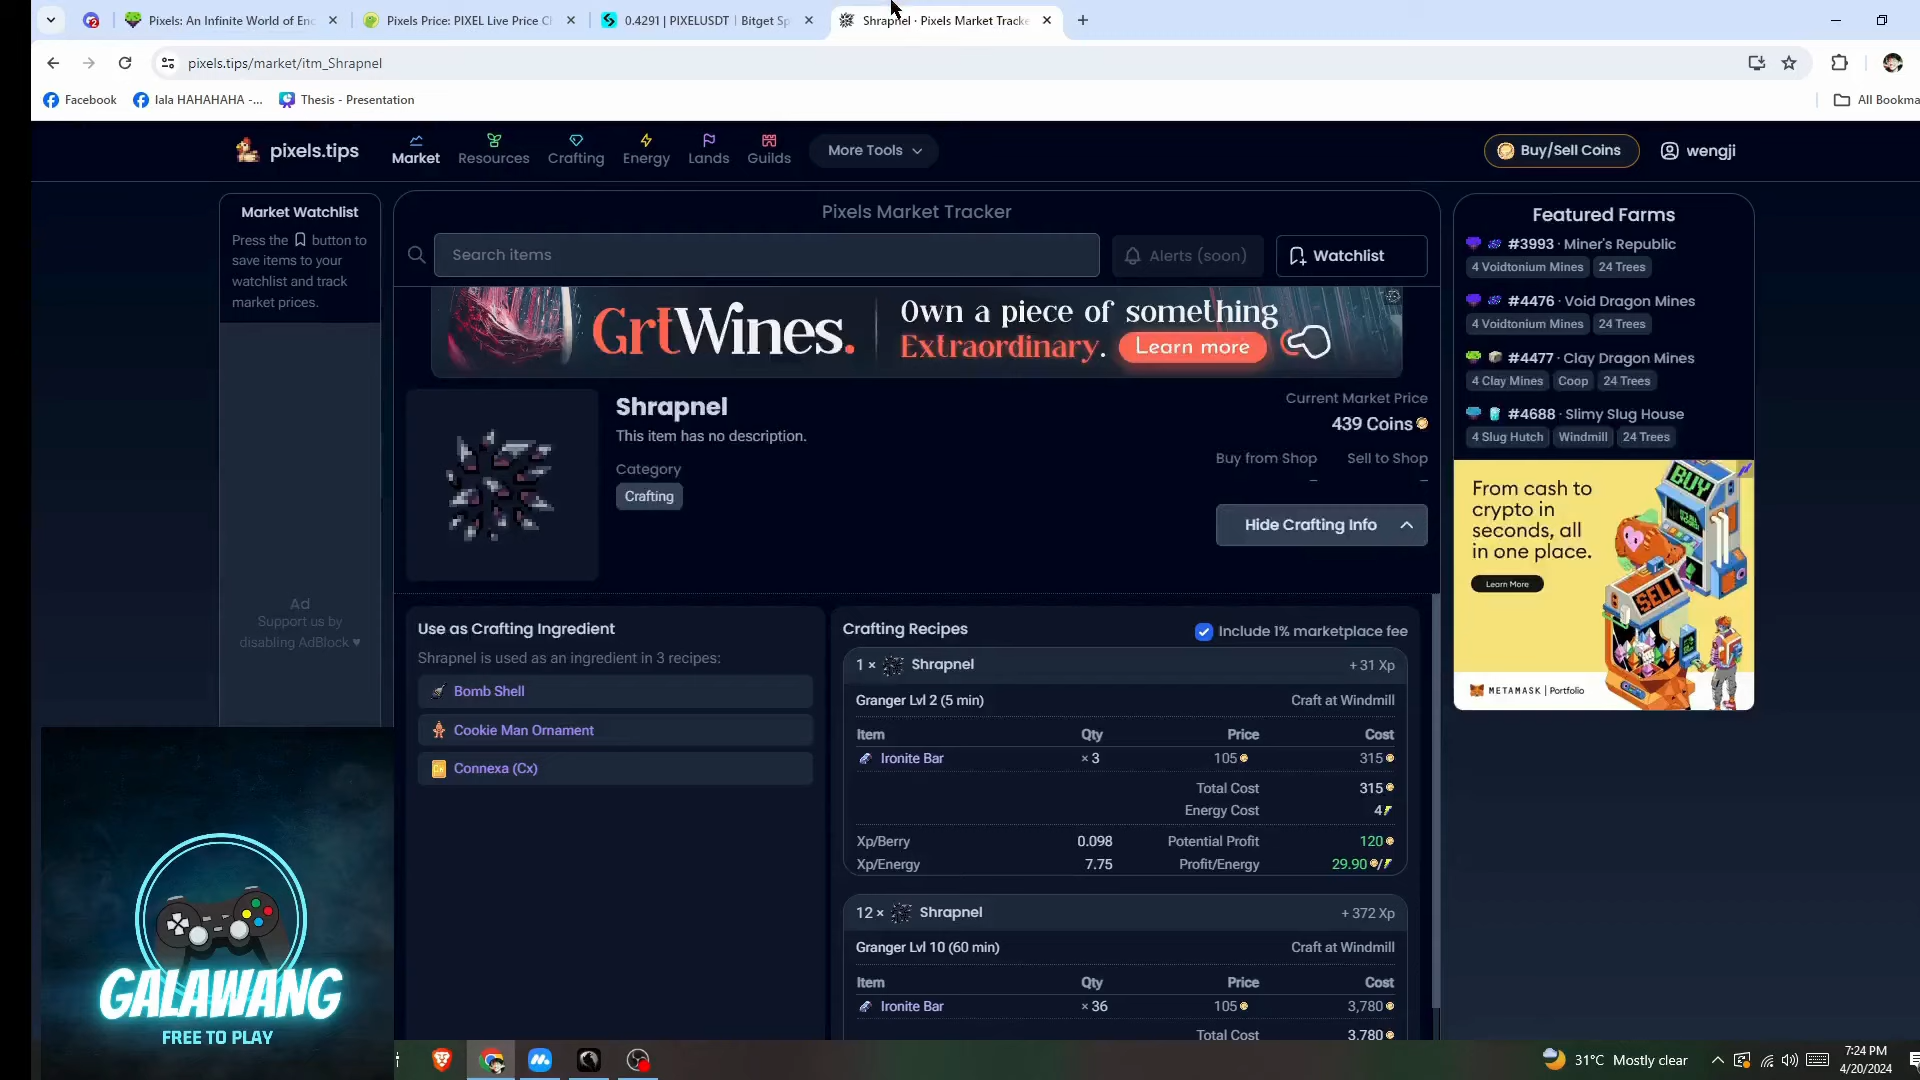 Pixels: An Infinite World of En
Pixels Price: PIXEL Live Price C
0.4291 | PIXELUSDT | Bitget Sp
Shrapnel · Pixels Market Tracke
pixels.tips/market/itm_Shrapnel
Facebook
lala HAHAHAHA -...
Thesis - Presentation
All Bookma
pixels.tips
Market
Resources
Crafting
Energy
Lands
Guilds
More Tools
Buy/Sell Coins
wengji
Market Watchlist
Press the button to
save items to your
watchlist and track
market prices.
Ad
Support us by
disabling AdBlock ♥
Pixels Market Tracker
Search items
Alerts (soon)
Watchlist
GrtWines.
Own a piece of something
Extraordinary.
Learn more
Shrapnel
This item has no description.
Category
Crafting
Current Market Price
439 Coins
Buy from Shop
Sell to Shop
–
–
Hide Crafting Info
Use as Crafting Ingredient
Shrapnel is used as an ingredient in 3 recipes:
Bomb Shell
Cookie Man Ornament
Cx
Connexa (Cx)
Crafting Recipes
Include 1% marketplace fee
1 × Shrapnel + 31 Xp
Granger Lvl 2 (5 min) Craft at Windmill
Item Qty Price Cost
Ironite Bar × 3 105 315
Total Cost 315
Energy Cost 4
Xp/Berry 0.098 Potential Profit 120
Xp/Energy 7.75 Profit/Energy 29.90 /
12 × Shrapnel + 372 Xp
Granger Lvl 10 (60 min) Craft at Windmill
Item Qty Price Cost
Ironite Bar × 36 105 3,780
Total Cost 3,780
Featured Farms
#3993 · Miner's Republic
4 Voidtonium Mines 24 Trees
#4476 · Void Dragon Mines
4 Voidtonium Mines 24 Trees
#4477 · Clay Dragon Mines
4 Clay Mines Coop 24 Trees
#4688 · Slimy Slug House
4 Slug Hutch Windmill 24 Trees
From cash to
crypto in
seconds, all
in one place.
Learn More
BUY
SELL
METAMASK | Portfolio
GALAWANG
FREE TO PLAY
31°C Mostly clear
7:24 PM
4/20/2024